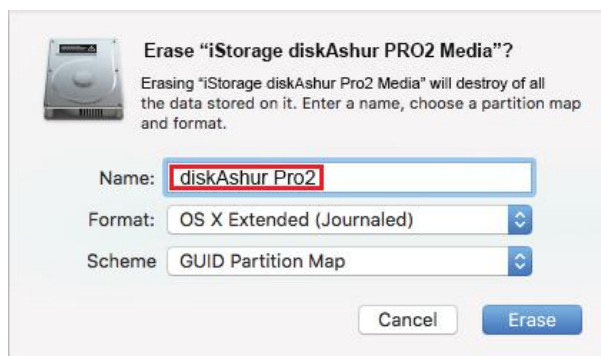 Erase “iStorage diskAshur PRO2 Media”?
Erasing “iStorage diskAshur Pro2 Media” will destroy of all
the data stored on it. Enter a name, choose a partition map
and format.
Name: diskAshur Pro2
Format: OS X Extended (Journaled)
Scheme GUID Partition Map
Cancel Erase